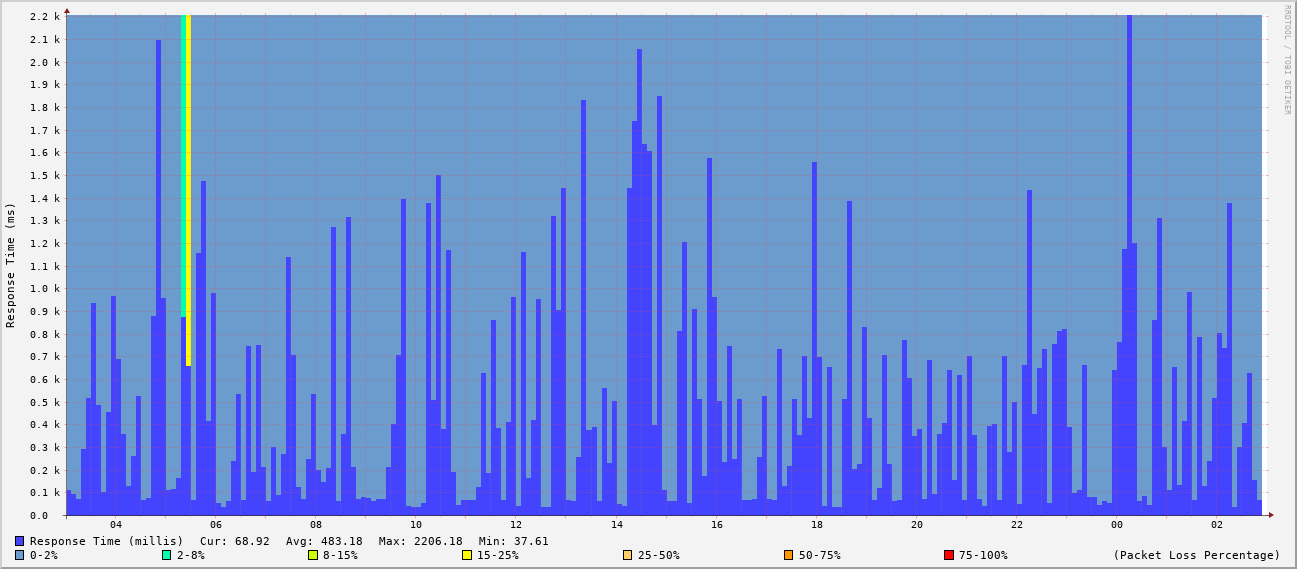 RRDTOOL / TOBI OETIKER
Response Time (ms)
2.2 k
2.1 k
2.0 k
1.9 k
1.8 k
1.7 k
1.6 k
1.5 k
1.4 k
1.3 k
1.2 k
1.1 k
1.0 k
0.9 k
0.8 k
0.7 k
0.6 k
0.5 k
0.4 k
0.3 k
0.2 k
0.1 k
0.0
04 06 08 10 12 14 16 18 20 22 00 02
Response Time (millis) Cur: 68.92 Avg: 483.18 Max: 2206.18 Min: 37.61
0-2% 2-8% 8-15% 15-25% 25-50% 50-75% 75-100% (Packet Loss Percentage)